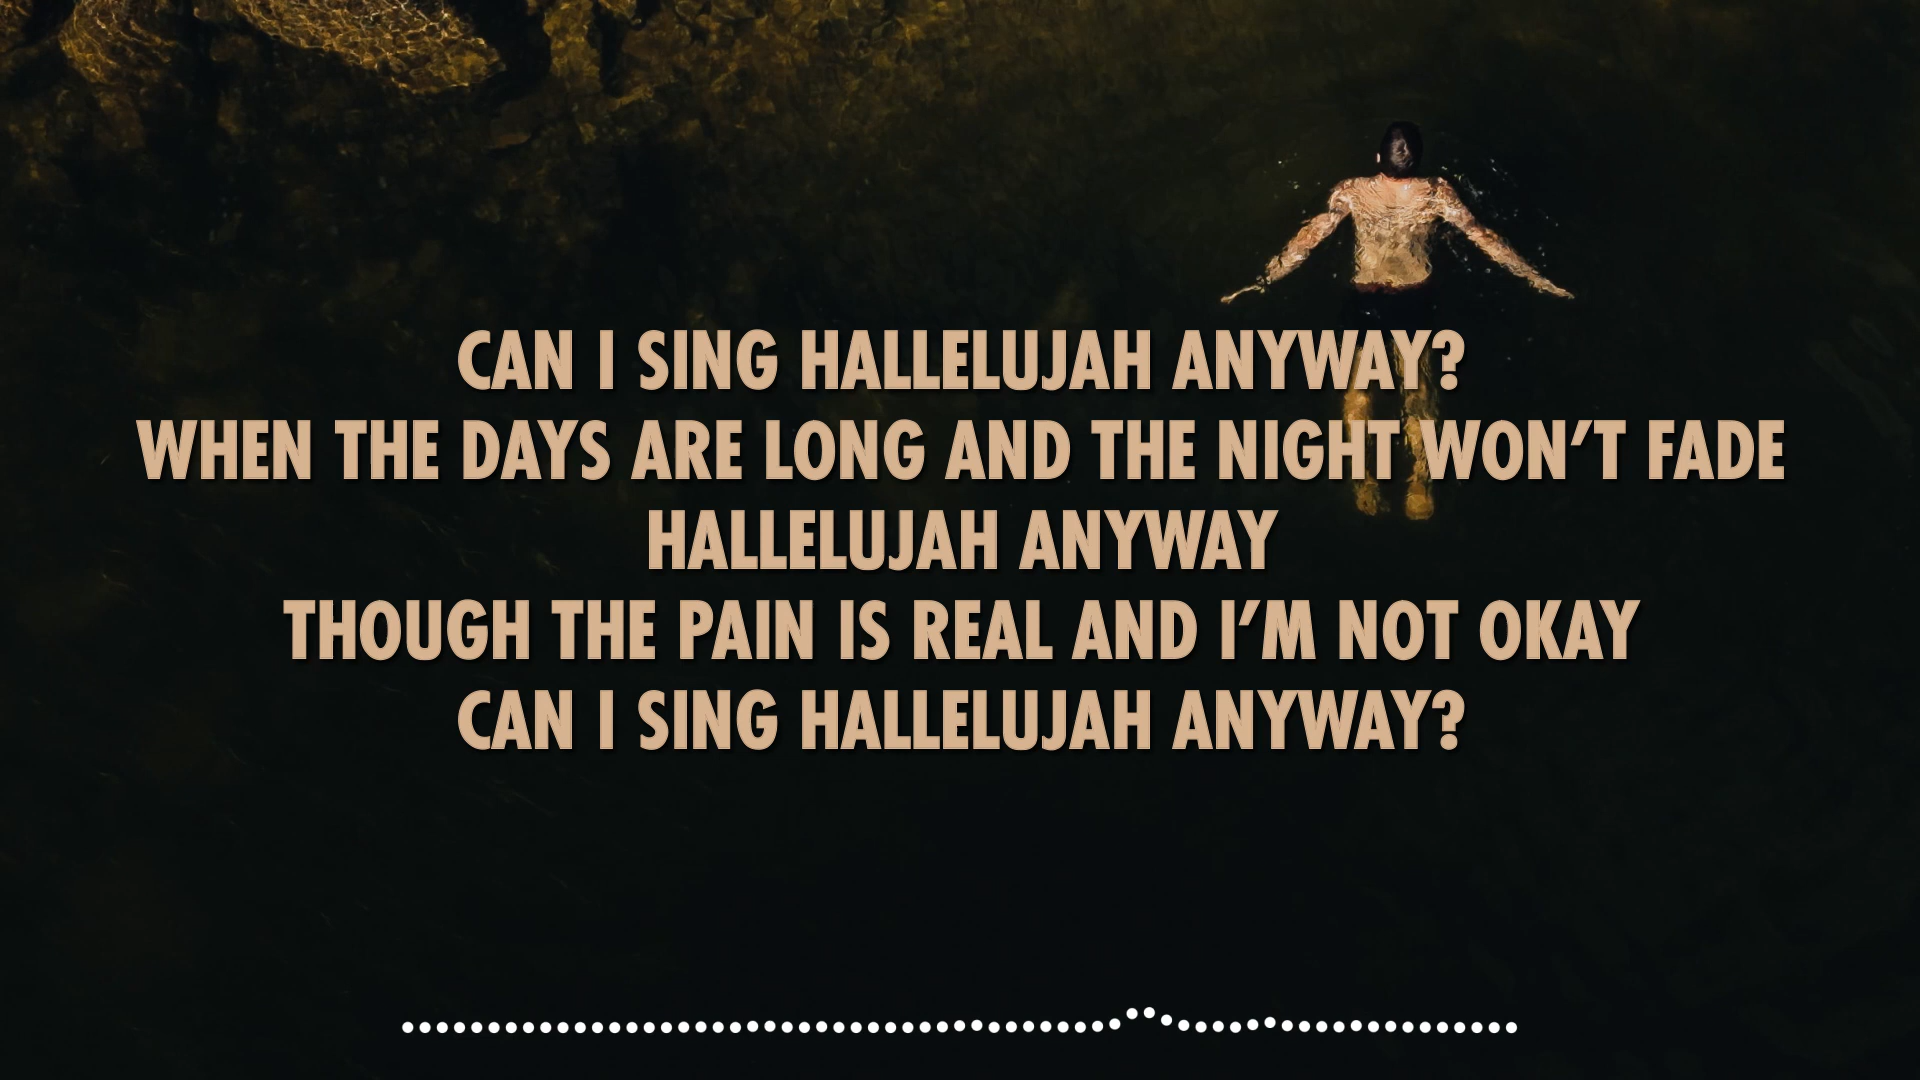 CAN I SING HALLELUJAH ANYWAY?
WHEN THE DAYS ARE LONG AND THE NIGHT WON’T FADE
HALLELUJAH ANYWAY
THOUGH THE PAIN IS REAL AND I’M NOT OKAY
CAN I SING HALLELUJAH ANYWAY?